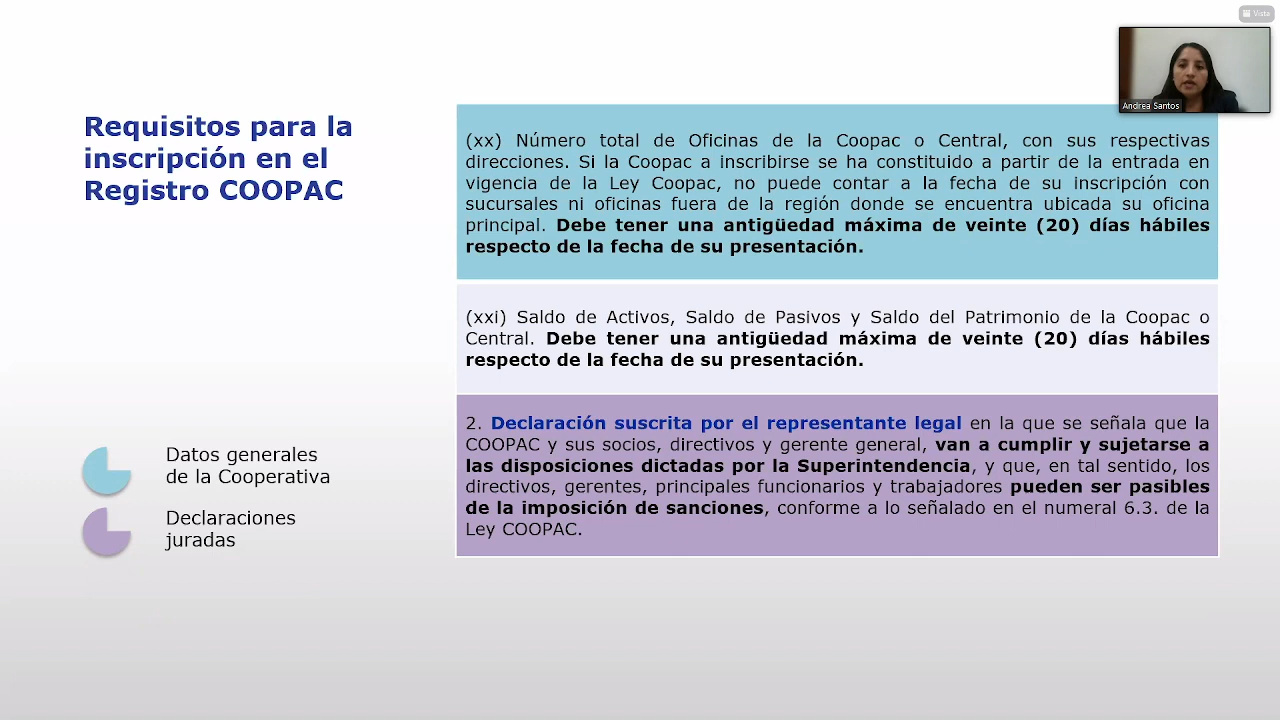 Vista
Andrea Santos
Requisitos para la
inscripción en el
Registro COOPAC
(xx) Número total de Oficinas de la Coopac o Central, con sus respectivas
direcciones. Si la Coopac a inscribirse se ha constituido a partir de la entrada en
vigencia de la Ley Coopac, no puede contar a la fecha de su inscripción con
sucursales ni oficinas fuera de la región donde se encuentra ubicada su oficina
principal. Debe tener una antigüedad máxima de veinte (20) días hábiles
respecto de la fecha de su presentación.
(xxi) Saldo de Activos, Saldo de Pasivos y Saldo del Patrimonio de la Coopac o
Central. Debe tener una antigüedad máxima de veinte (20) días hábiles
respecto de la fecha de su presentación.
2. Declaración suscrita por el representante legal en la que se señala que la
COOPAC y sus socios, directivos y gerente general, van a cumplir y sujetarse a
las disposiciones dictadas por la Superintendencia, y que, en tal sentido, los
directivos, gerentes, principales funcionarios y trabajadores pueden ser pasibles
de la imposición de sanciones, conforme a lo señalado en el numeral 6.3. de la
Ley COOPAC.
Datos generales
de la Cooperativa
Declaraciones
juradas